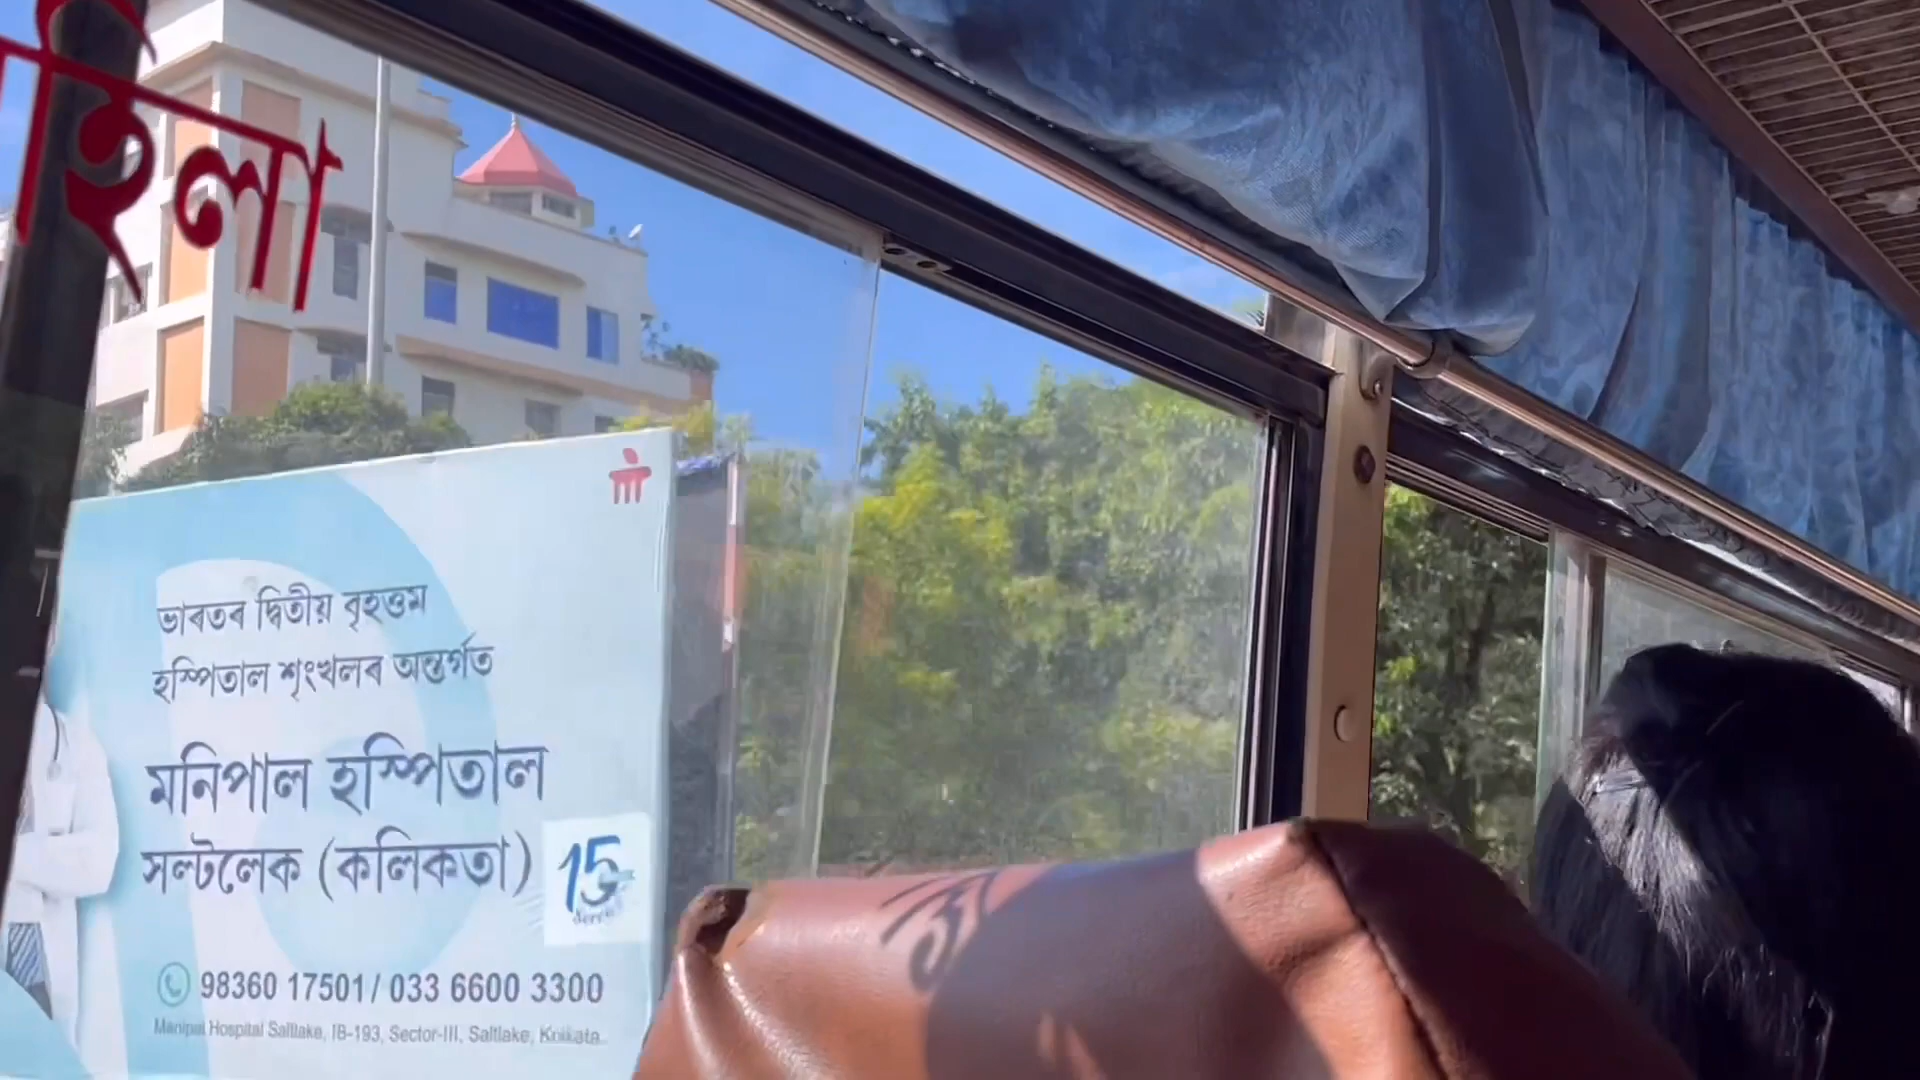 হিলা
ভাৰতৰ দ্বিতীয় বৃহত্তম
হস্পিতাল শৃংখলৰ অন্তৰ্গত
মনিপাল হস্পিতাল
সল্টলেক (কলিকতা)
15
98360 17501 / 033 6600 3300
Manipal Hospital Saltlake, IB-193, Sector-III, Saltlake, Kolkata.